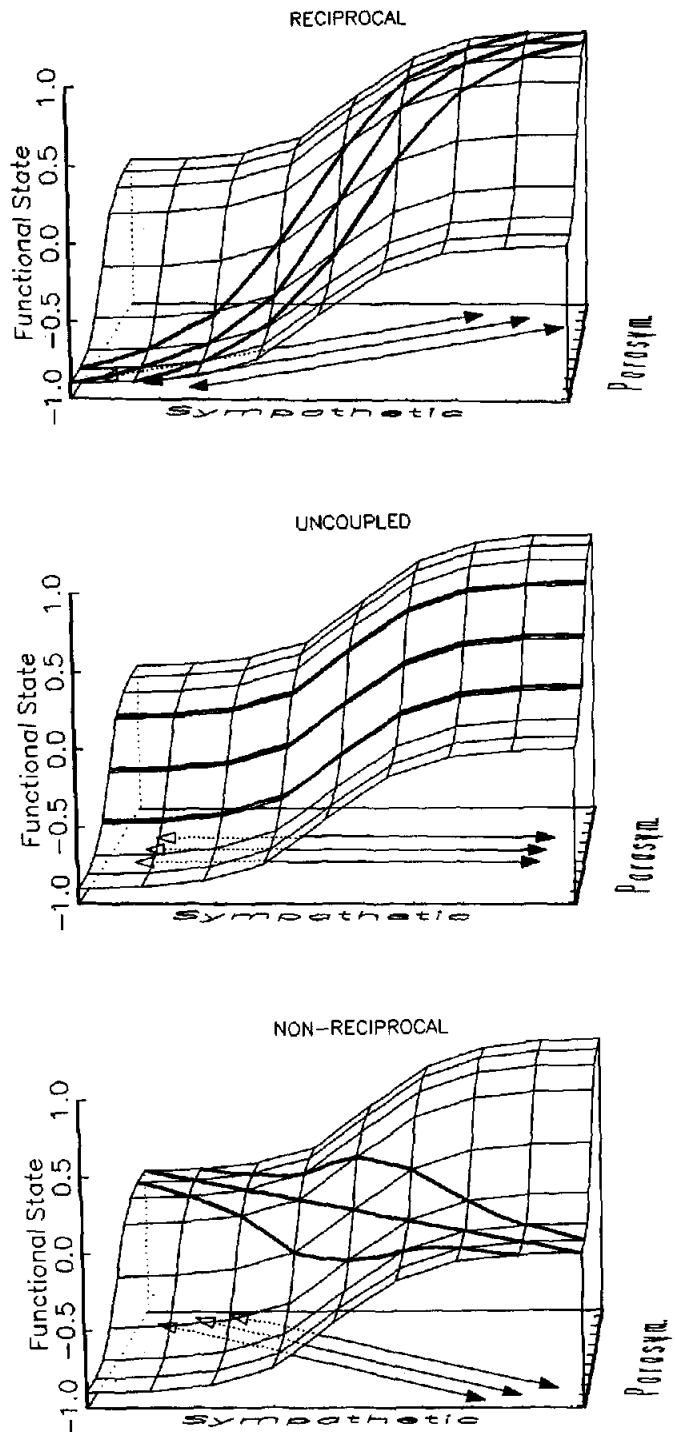 RECIPROCAL
Functional State
1.0
0.5
0.0
−0.5
−1.0
Sympathetic
Parasym.
UNCOUPLED
Functional State
1.0
0.5
0.0
−0.5
−1.0
Sympathetic
Parasym.
NON−RECIPROCAL
Functional State
1.0
0.5
0.0
−0.5
−1.0
Sympathetic
Parasym.